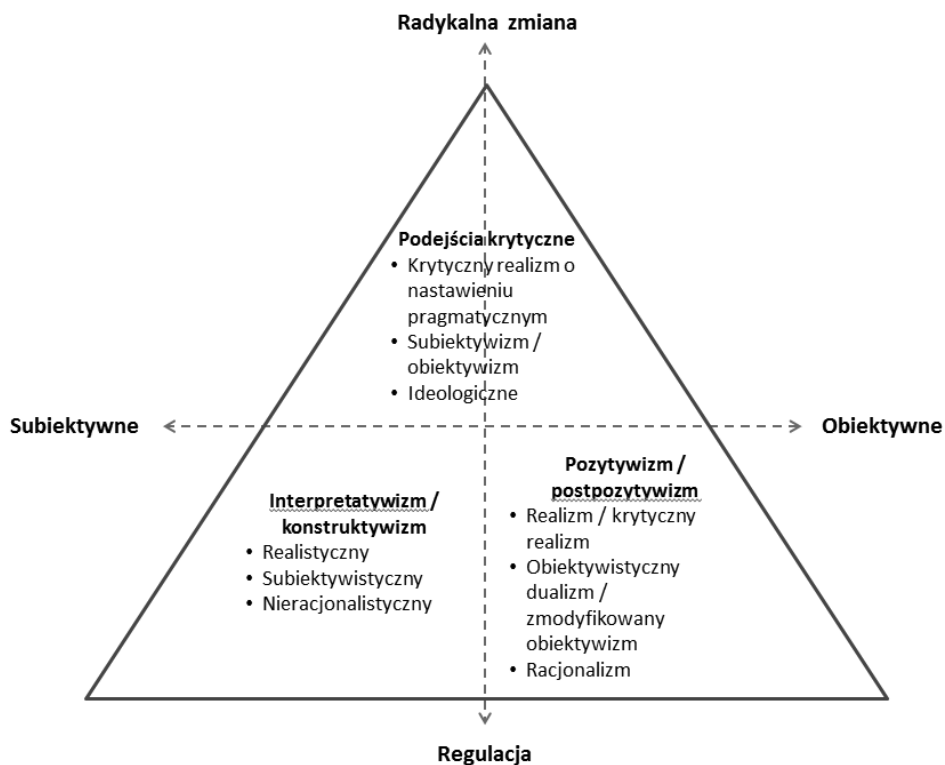 Radykalna zmiana
Podejścia krytyczne
• Krytyczny realizm o
nastawieniu
pragmatycznym
• Subiektywizm /
obiektywizm
• Ideologiczne
Subiektywne
Obiektywne
Interpretatywizm /
konstruktywizm
• Realistyczny
• Subiektywistyczny
• Nieracjonalistyczny
Pozytywizm /
postpozytywizm
• Realizm / krytyczny
realizm
• Obiektywistyczny
dualizm /
zmodyfikowany
obiektywizm
• Racjonalizm
Regulacja